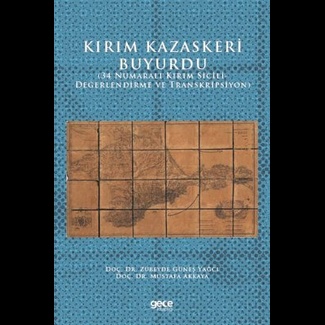 KIRIM KAZASKERİ
BUYURDU
(34 NUMARALI KIRIM SİCİLİ-
DEĞERLENDİRME VE TRANSKRİPSİYON)
DOÇ. DR. ZÜBEYDE GÜNEŞ YAĞCI
DOÇ. DR. MUSTAFA AKKAYA
gece